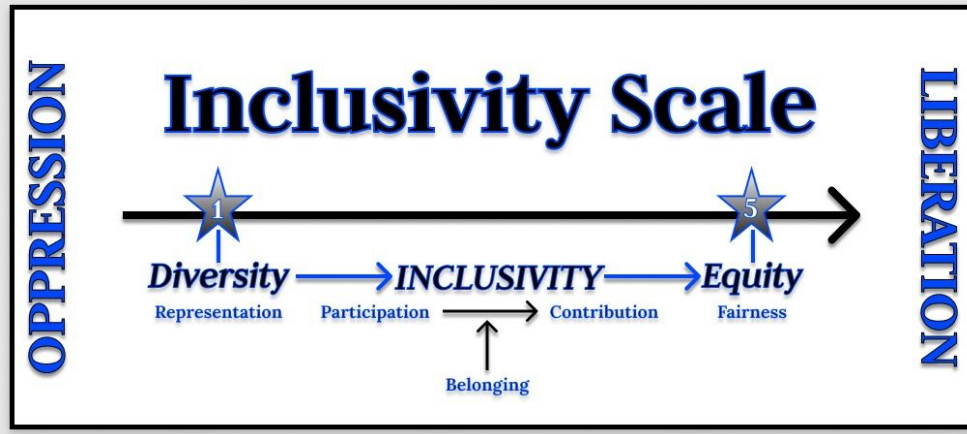 OPPRESSION
Inclusivity Scale
LIBERATION
1
5
Diversity INCLUSIVITY Equity
Representation Participation Contribution Fairness
Belonging